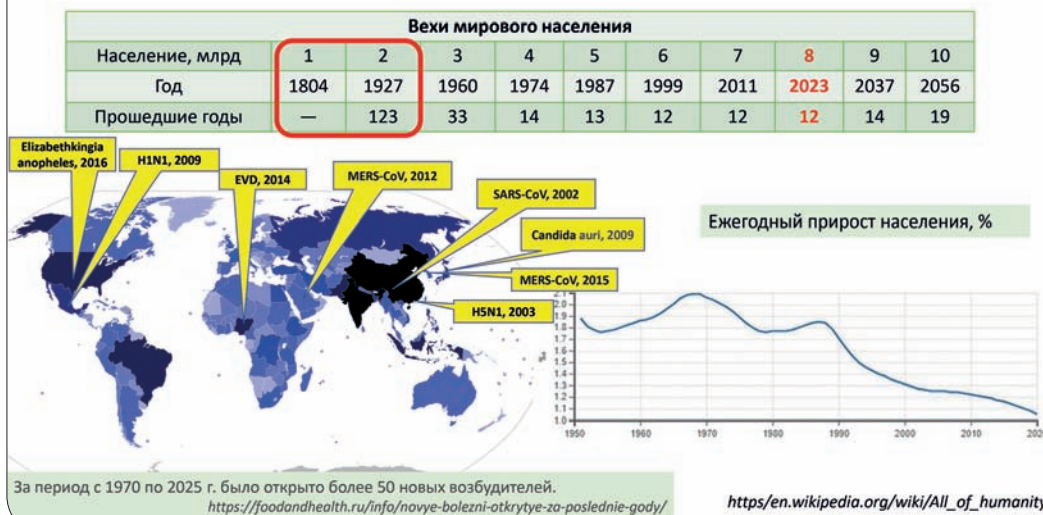 Вехи мирового населения
Население, млрд 1 2 3 4 5 6 7 8 9 10
Год 1804 1927 1960 1974 1987 1999 2011 2023 2037 2056
Прошедшие годы — 123 33 14 13 12 12 12 14 19
Elizabethkingia
anopheles, 2016
H1N1, 2009
EVD, 2014
MERS-CoV, 2012
SARS-CoV, 2002
Candida auri, 2009
MERS-CoV, 2015
H5N1, 2003
Ежегодный прирост населения, %
2.1
2.0
1.9
1.8
1.7
1.6
1.5
1.4
1.3
1.2
1.1
1.0
1950 1960 1970 1980 1990 2000 2010 2020
За период с 1970 по 2025 г. было открыто более 50 новых возбудителей.
https://foodandhealth.ru/info/novye-bolezni-otkrytye-za-poslednie-gody/
https/en.wikipedia.org/wiki/All_of_humanity